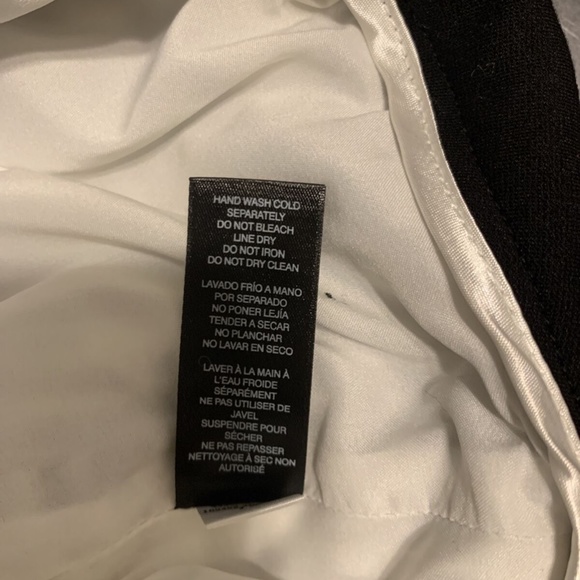 HAND WASH COLD
SEPARATELY
DO NOT BLEACH
LINE DRY
DO NOT IRON
DO NOT DRY CLEAN
LAVADO FRÍO A MANO
POR SEPARADO
NO PONER LEJÍA
TENDER A SECAR
NO PLANCHAR
NO LAVAR EN SECO
LAVER À LA MAIN À
L'EAU FROIDE
SÉPARÉMENT
NE PAS UTILISER DE
JAVEL
SUSPENDRE POUR
SÉCHER
NE PAS REPASSER
NETTOYAGE À SEC NON
AUTORISÉ